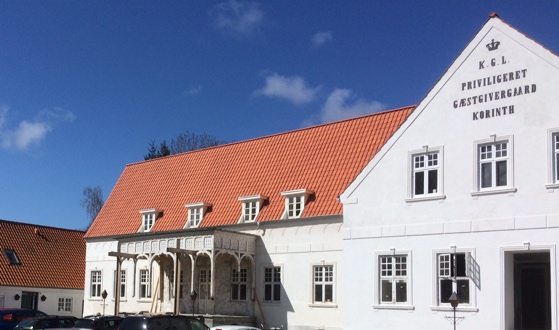 K.G.L.
PRIVILIGERET
GÆSTGIVERGAARD
KORINTH